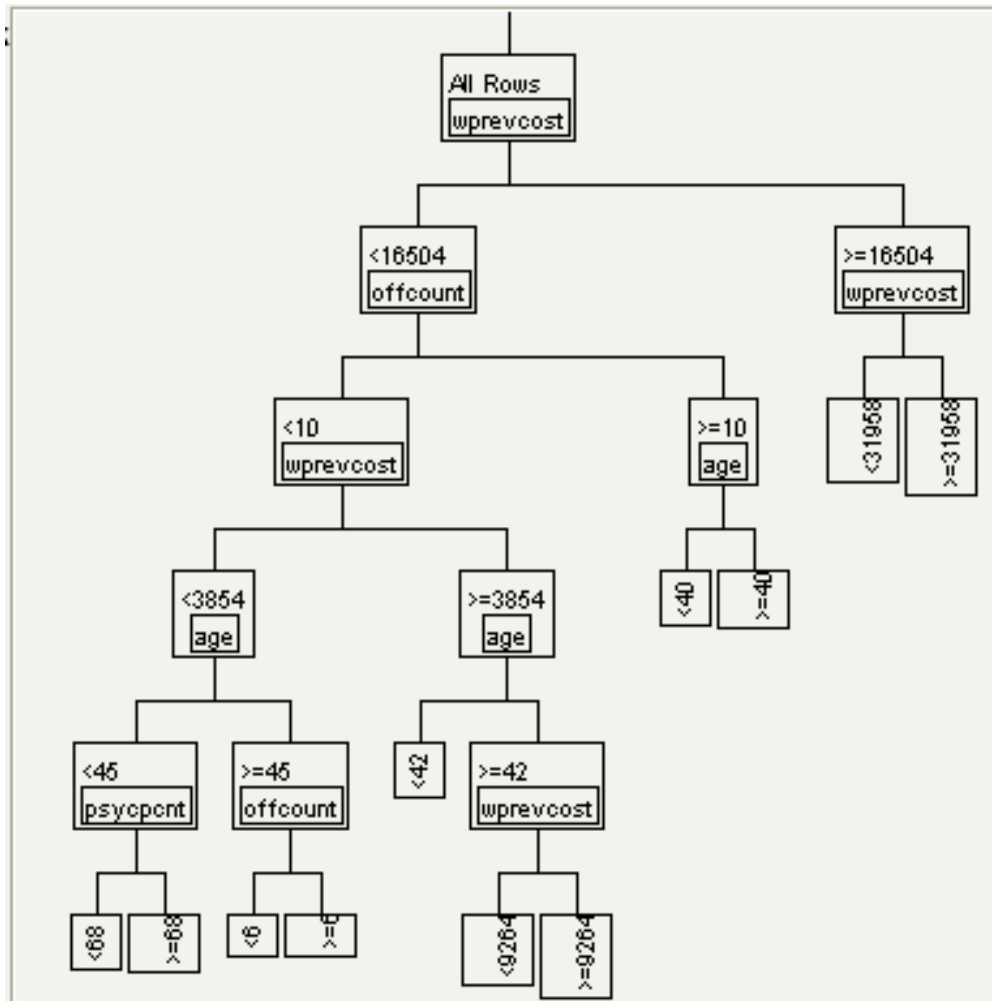 All Rows
wprevcost
<16504
offcount
>=16504
wprevcost
<10
wprevcost
>=10
age
<31958
>=31958
<3854
age
>=3854
age
<40
>=40
<45
psycpcnt
>=45
offcount
<42
>=42
wprevcost
<68
>=68
<6
>=6
<9264
>=9264